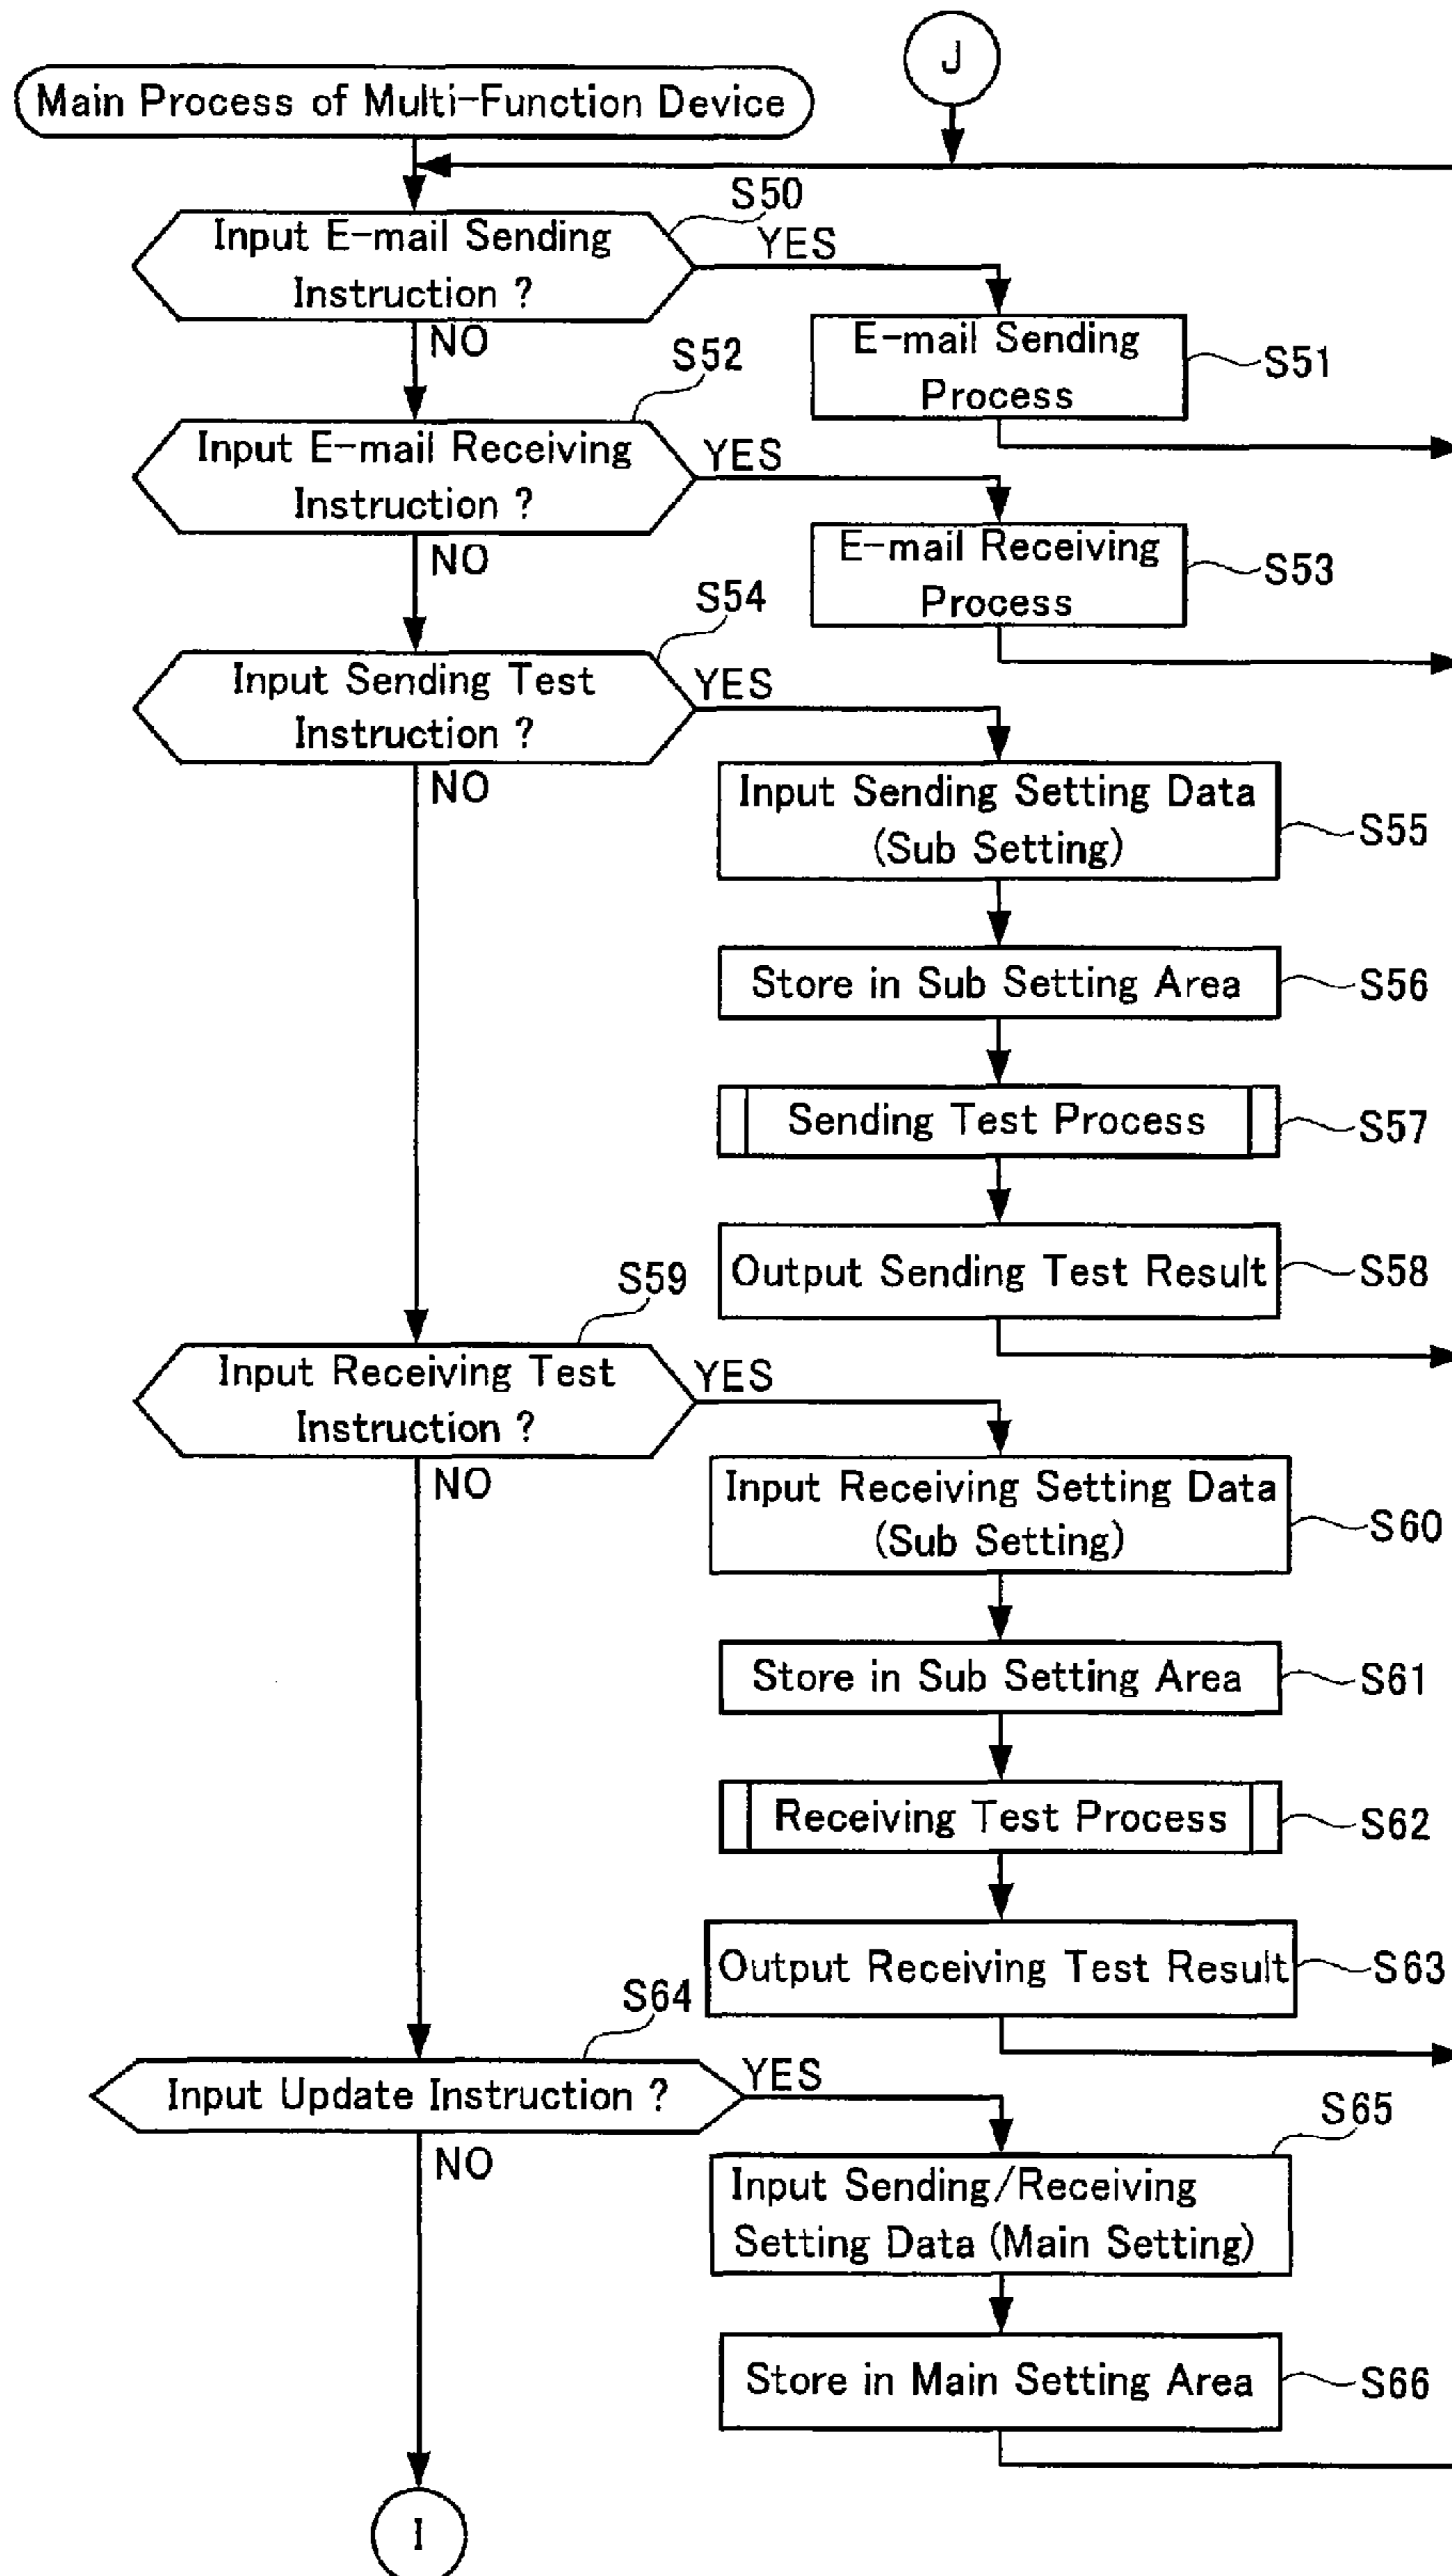 J
Main Process of Multi-Function Device
S50
Input E-mail Sending
Instruction ?
YES
NO
E-mail Sending
Process
S51
S52
Input E-mail Receiving
Instruction ?
YES
NO
E-mail Receiving
Process
S53
S54
Input Sending Test
Instruction ?
YES
NO
Input Sending Setting Data
(Sub Setting)
S55
Store in Sub Setting Area
S56
Sending Test Process
S57
Output Sending Test Result
S58
S59
Input Receiving Test
Instruction ?
YES
NO
Input Receiving Setting Data
(Sub Setting)
S60
Store in Sub Setting Area
S61
Receiving Test Process
S62
Output Receiving Test Result
S63
S64
Input Update Instruction ?
YES
NO
S65
Input Sending/Receiving
Setting Data (Main Setting)
Store in Main Setting Area
S66
I